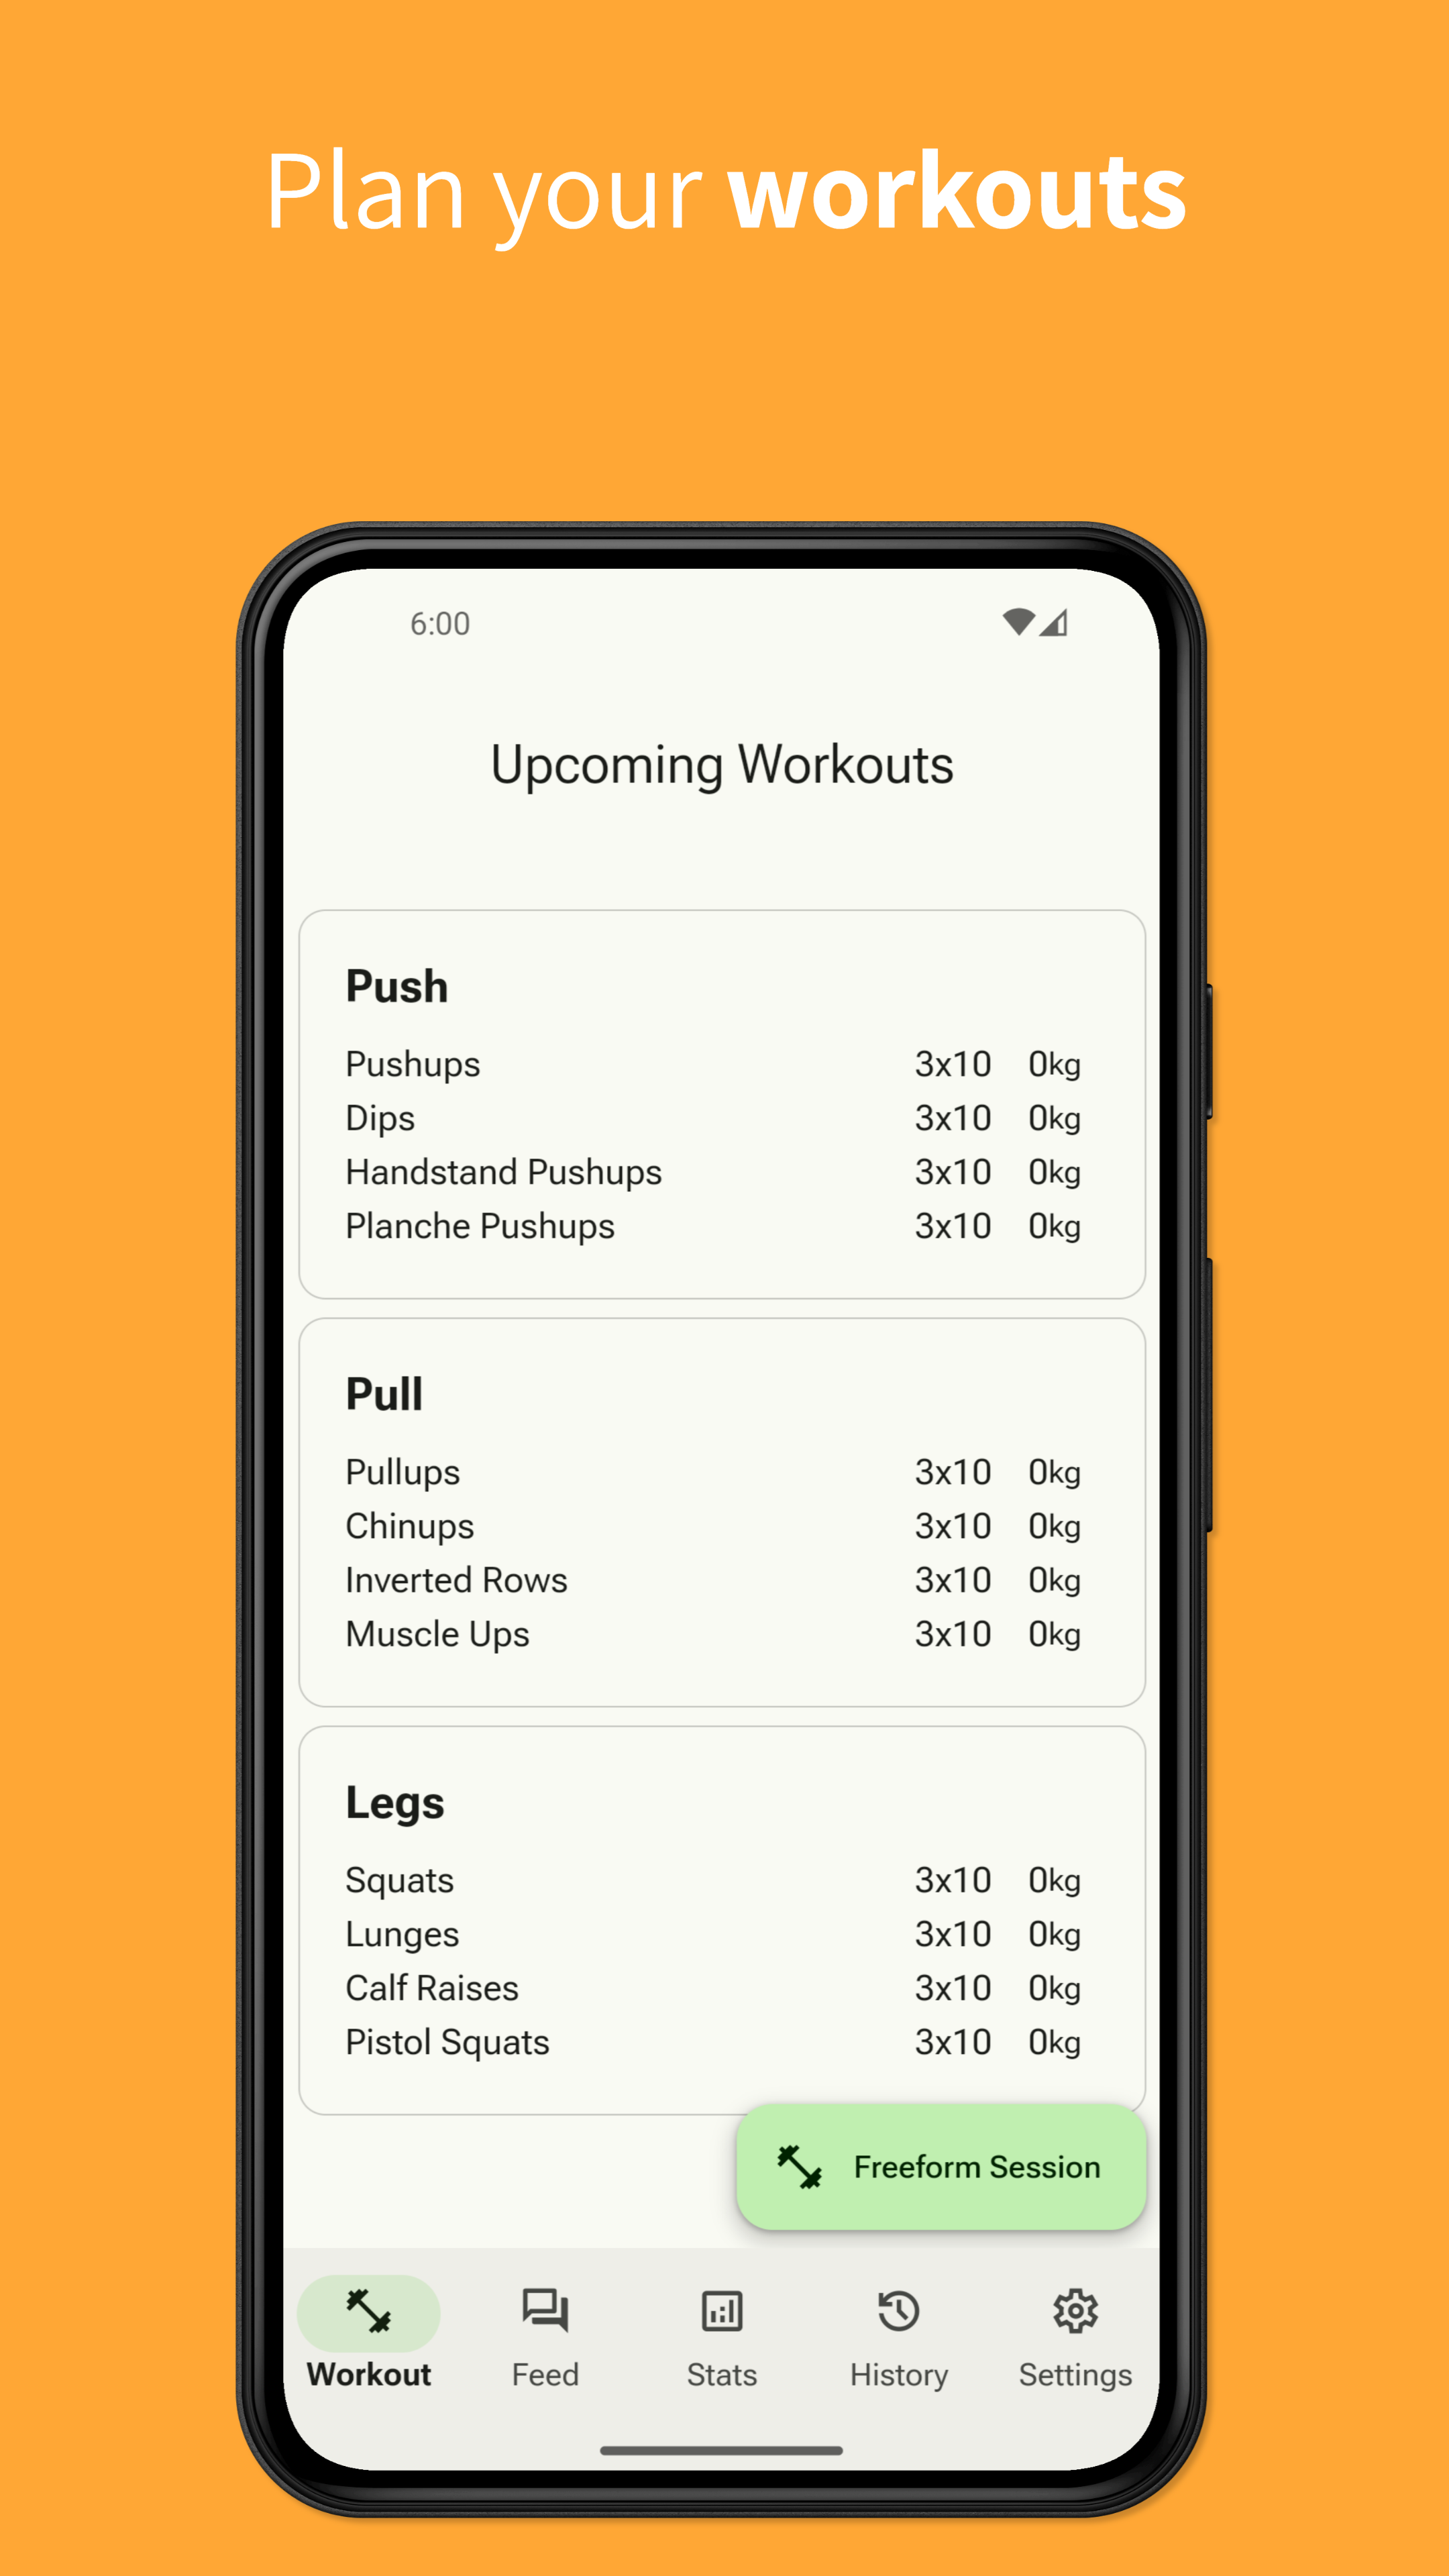 Plan your workouts
6:00
Upcoming Workouts
Push
Pushups 3x10 0kg
Dips 3x10 0kg
Handstand Pushups 3x10 0kg
Planche Pushups 3x10 0kg
Pull
Pullups 3x10 0kg
Chinups 3x10 0kg
Inverted Rows 3x10 0kg
Muscle Ups 3x10 0kg
Legs
Squats 3x10 0kg
Lunges 3x10 0kg
Calf Raises 3x10 0kg
Pistol Squats 3x10 0kg
Freeform Session
Workout Feed Stats History Settings